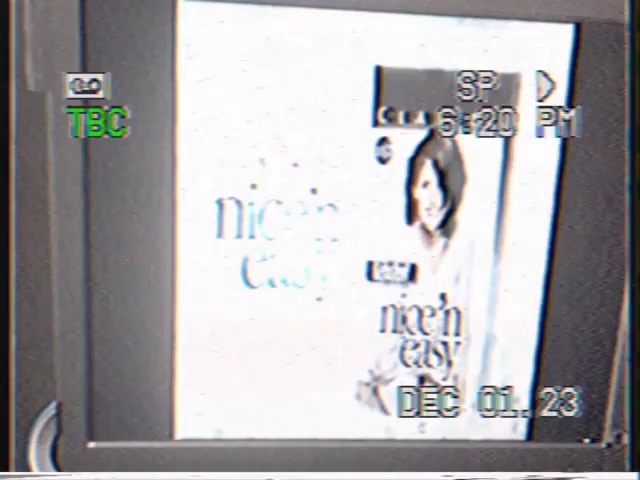 SP
TBC
6:20 PM
nice'n
easy
nice'n
easy
DEC 01. 23